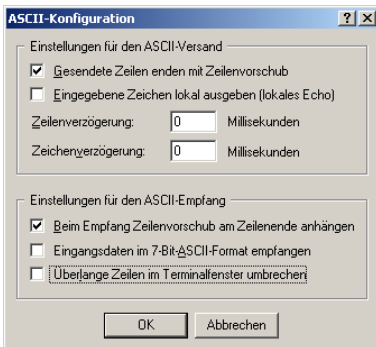 ASCII-Konfiguration
Einstellungen für den ASCII-Versand
Gesendete Zeilen enden mit Zeilenvorschub
Eingegebene Zeichen lokal ausgeben (lokales Echo)
Zeilenverzögerung: 0 Millisekunden
Zeichenverzögerung: 0 Millisekunden
Einstellungen für den ASCII-Empfang
Beim Empfang Zeilenvorschub am Zeilenende anhängen
Eingangsdaten im 7-Bit-ASCII-Format empfangen
Überlange Zeilen im Terminalfenster umbrechen
OK Abbrechen